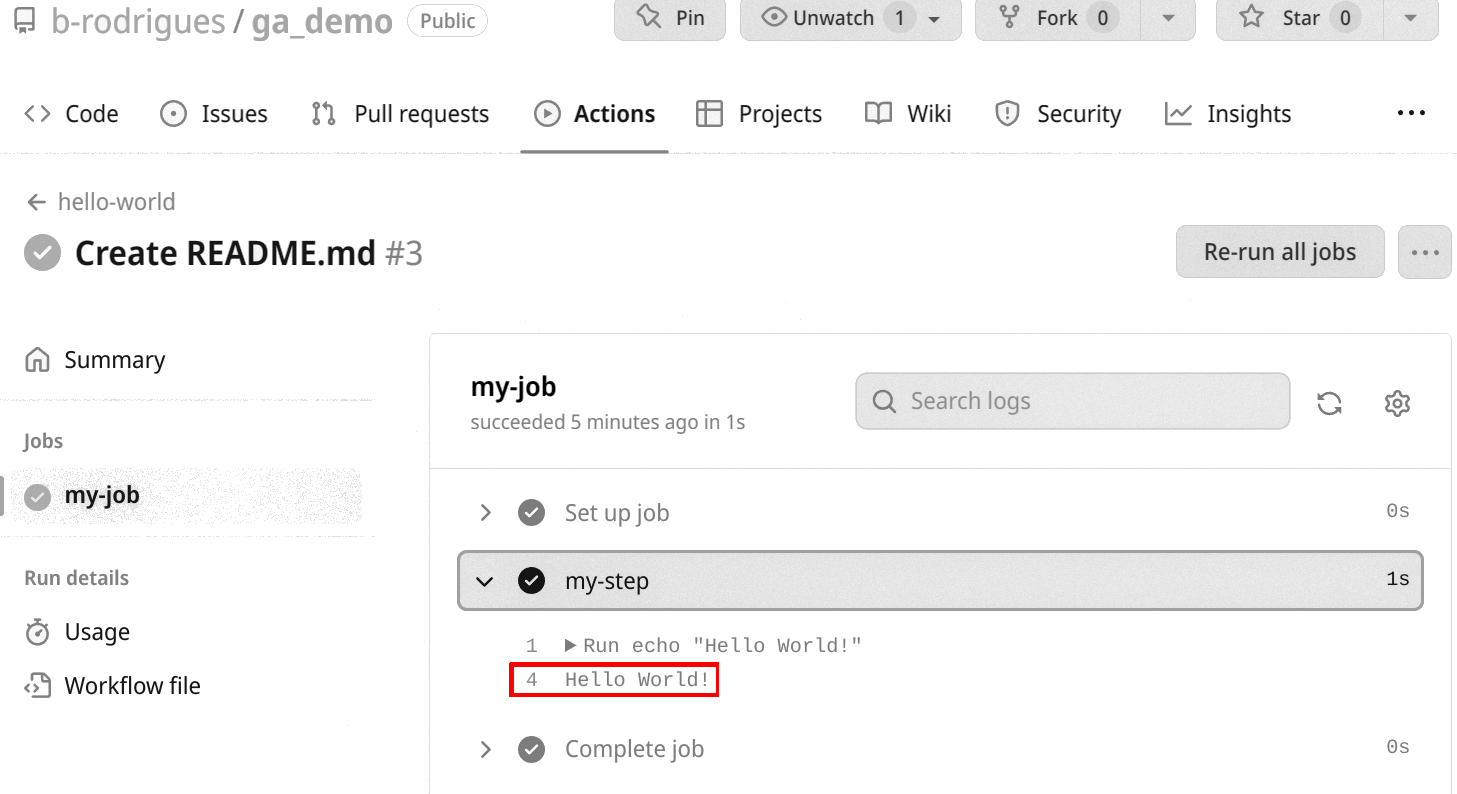 b-rodrigues / ga_demo Public Pin Unwatch 1 Fork 0 Star 0
Code Issues Pull requests Actions Projects Wiki Security Insights
hello-world
Create README.md #3
Re-run all jobs
Summary
Jobs
my-job
Run details
Usage
Workflow file
my-job
succeeded 5 minutes ago in 1s
Search logs
Set up job 0s
my-step 1s
1 Run echo "Hello World!"
4 Hello World!
Complete job 0s